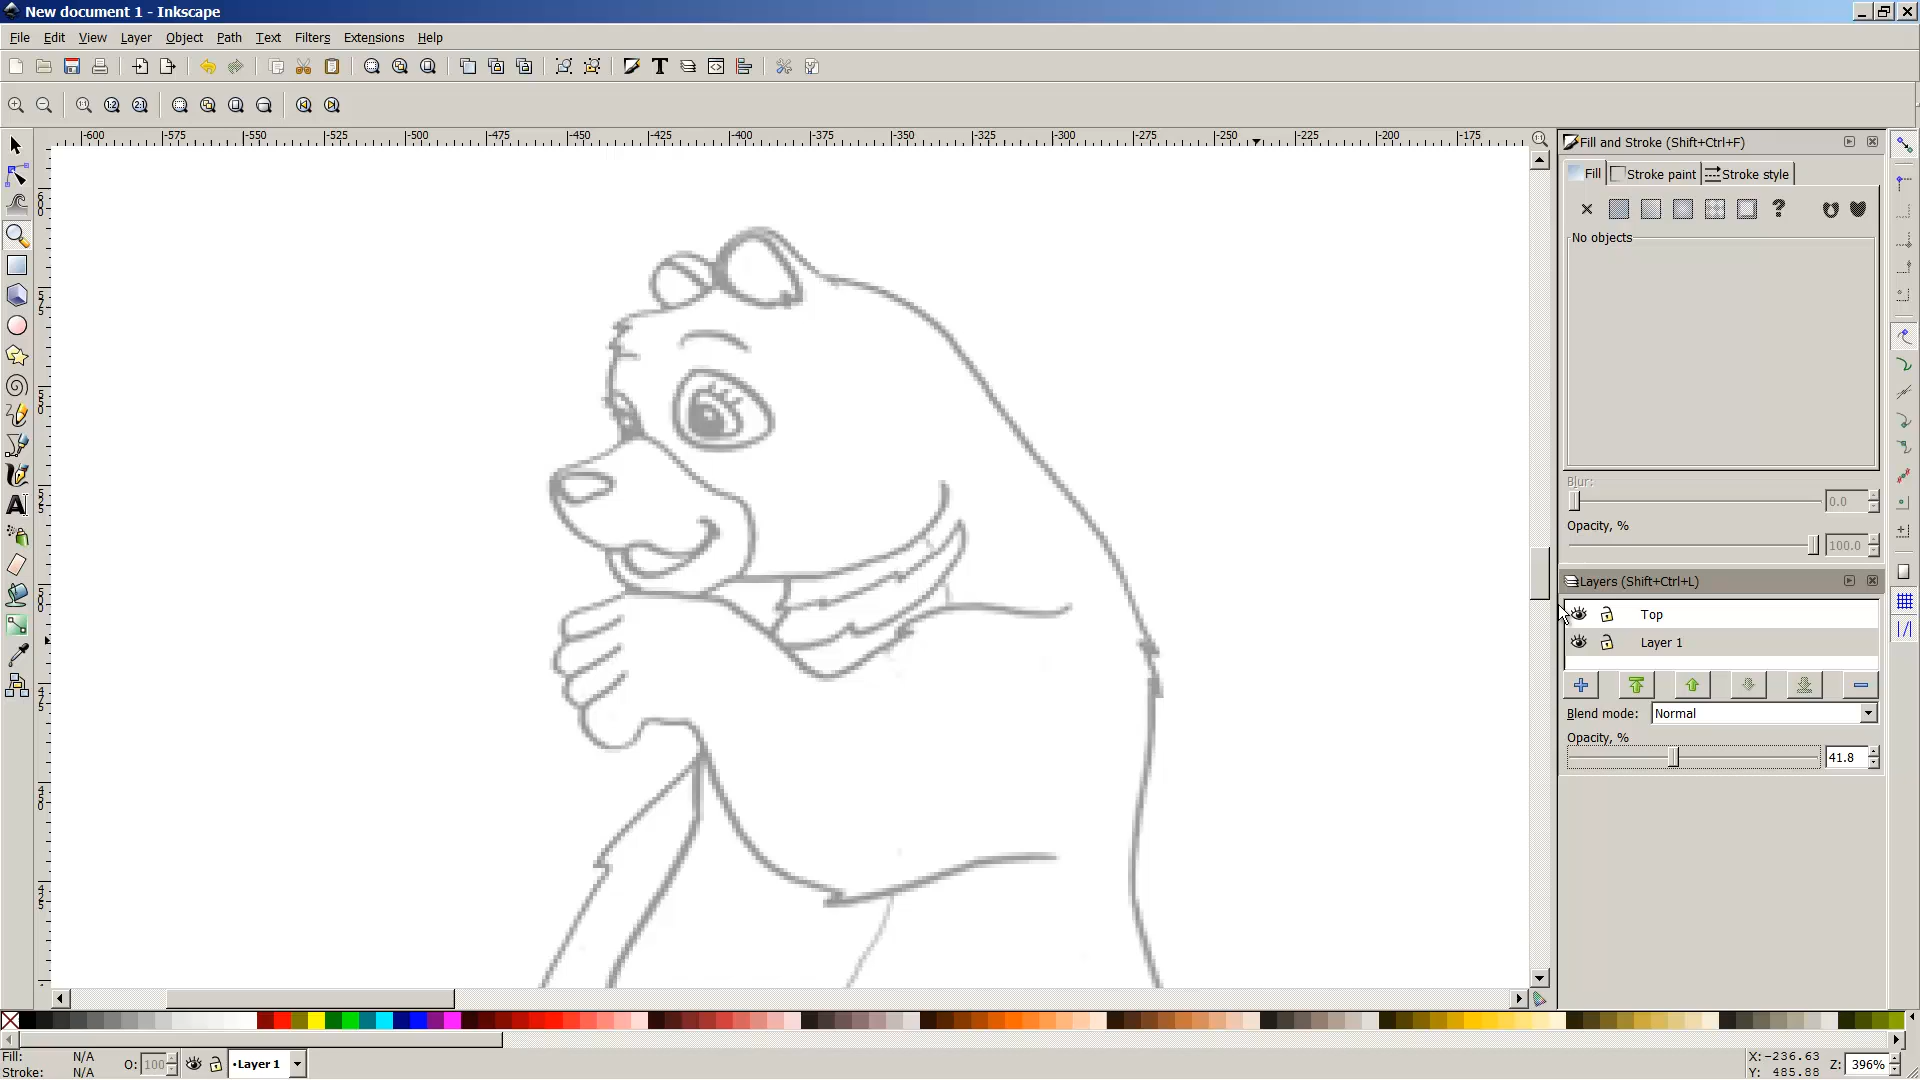 New document 1 - Inkscape
File Edit View Layer Object Path Text Filters Extensions Help
-600 -575 -550 -525 -500 -475 -450 -425 -400 -375 -350 -325 -300 -275 -250 -225 -200 -175
Fill and Stroke (Shift+Ctrl+F)
Fill Stroke paint Stroke style
No objects
Blur:
0.0
Opacity, %
100.0
Layers (Shift+Ctrl+L)
Top
Layer 1
Blend mode: Normal
Opacity, %
41.8
Fill: N/A
Stroke: N/A
O: 100
•Layer 1
X: -236.63
Y: 485.88
Z: 396%